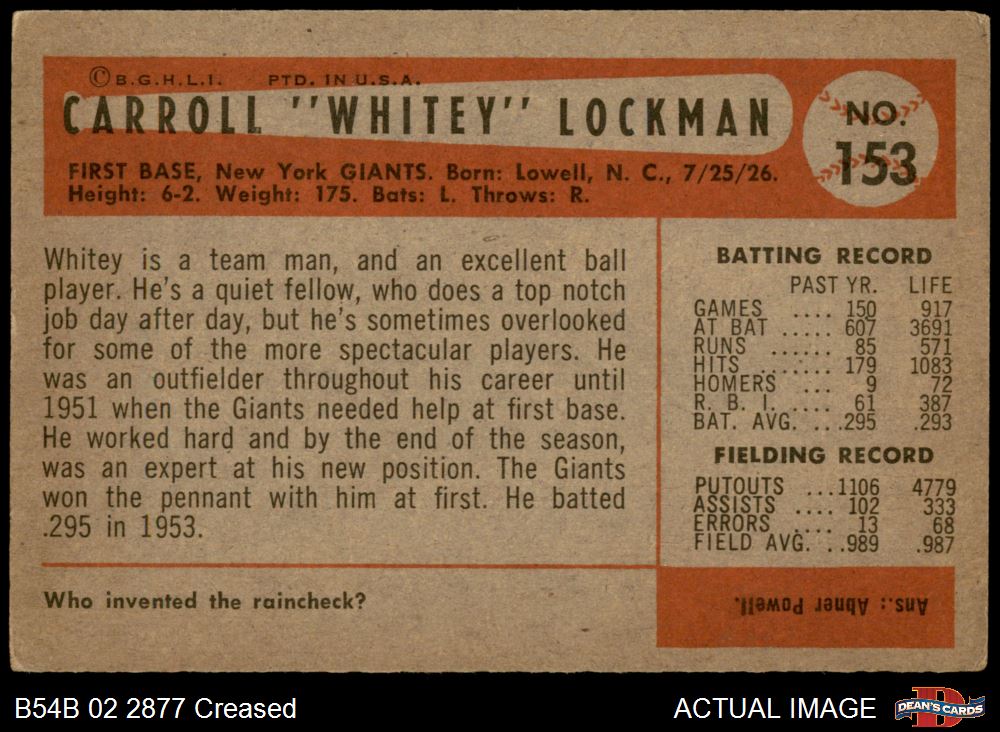 ©B.G.H.L.I. PTD. IN U.S.A.
CARROLL "WHITEY" LOCKMAN
NO.
153
FIRST BASE, New York GIANTS. Born: Lowell, N. C., 7/25/26.
Height: 6-2. Weight: 175. Bats: L. Throws: R.
Whitey is a team man, and an excellent ball
player. He's a quiet fellow, who does a top notch
job day after day, but he's sometimes overlooked
for some of the more spectacular players. He
was an outfielder throughout his career until
1951 when the Giants needed help at first base.
He worked hard and by the end of the season,
was an expert at his new position. The Giants
won the pennant with him at first. He batted
.295 in 1953.
BATTING RECORD
PAST YR. LIFE
GAMES .... 150 917
AT BAT ..... 607 3691
RUNS ...... 85 571
HITS ........ 179 1083
HOMERS ... 9 72
R. B. I. .... 61 387
BAT. AVG. ...295 .293
FIELDING RECORD
PUTOUTS ...1106 4779
ASSISTS .... 102 333
ERRORS .... 13 68
FIELD AVG. ..989 .987
Who invented the raincheck?
Ans.: Abner Powell.
B54B 02 2877 Creased
ACTUAL IMAGE
D
DEAN'S CARDS